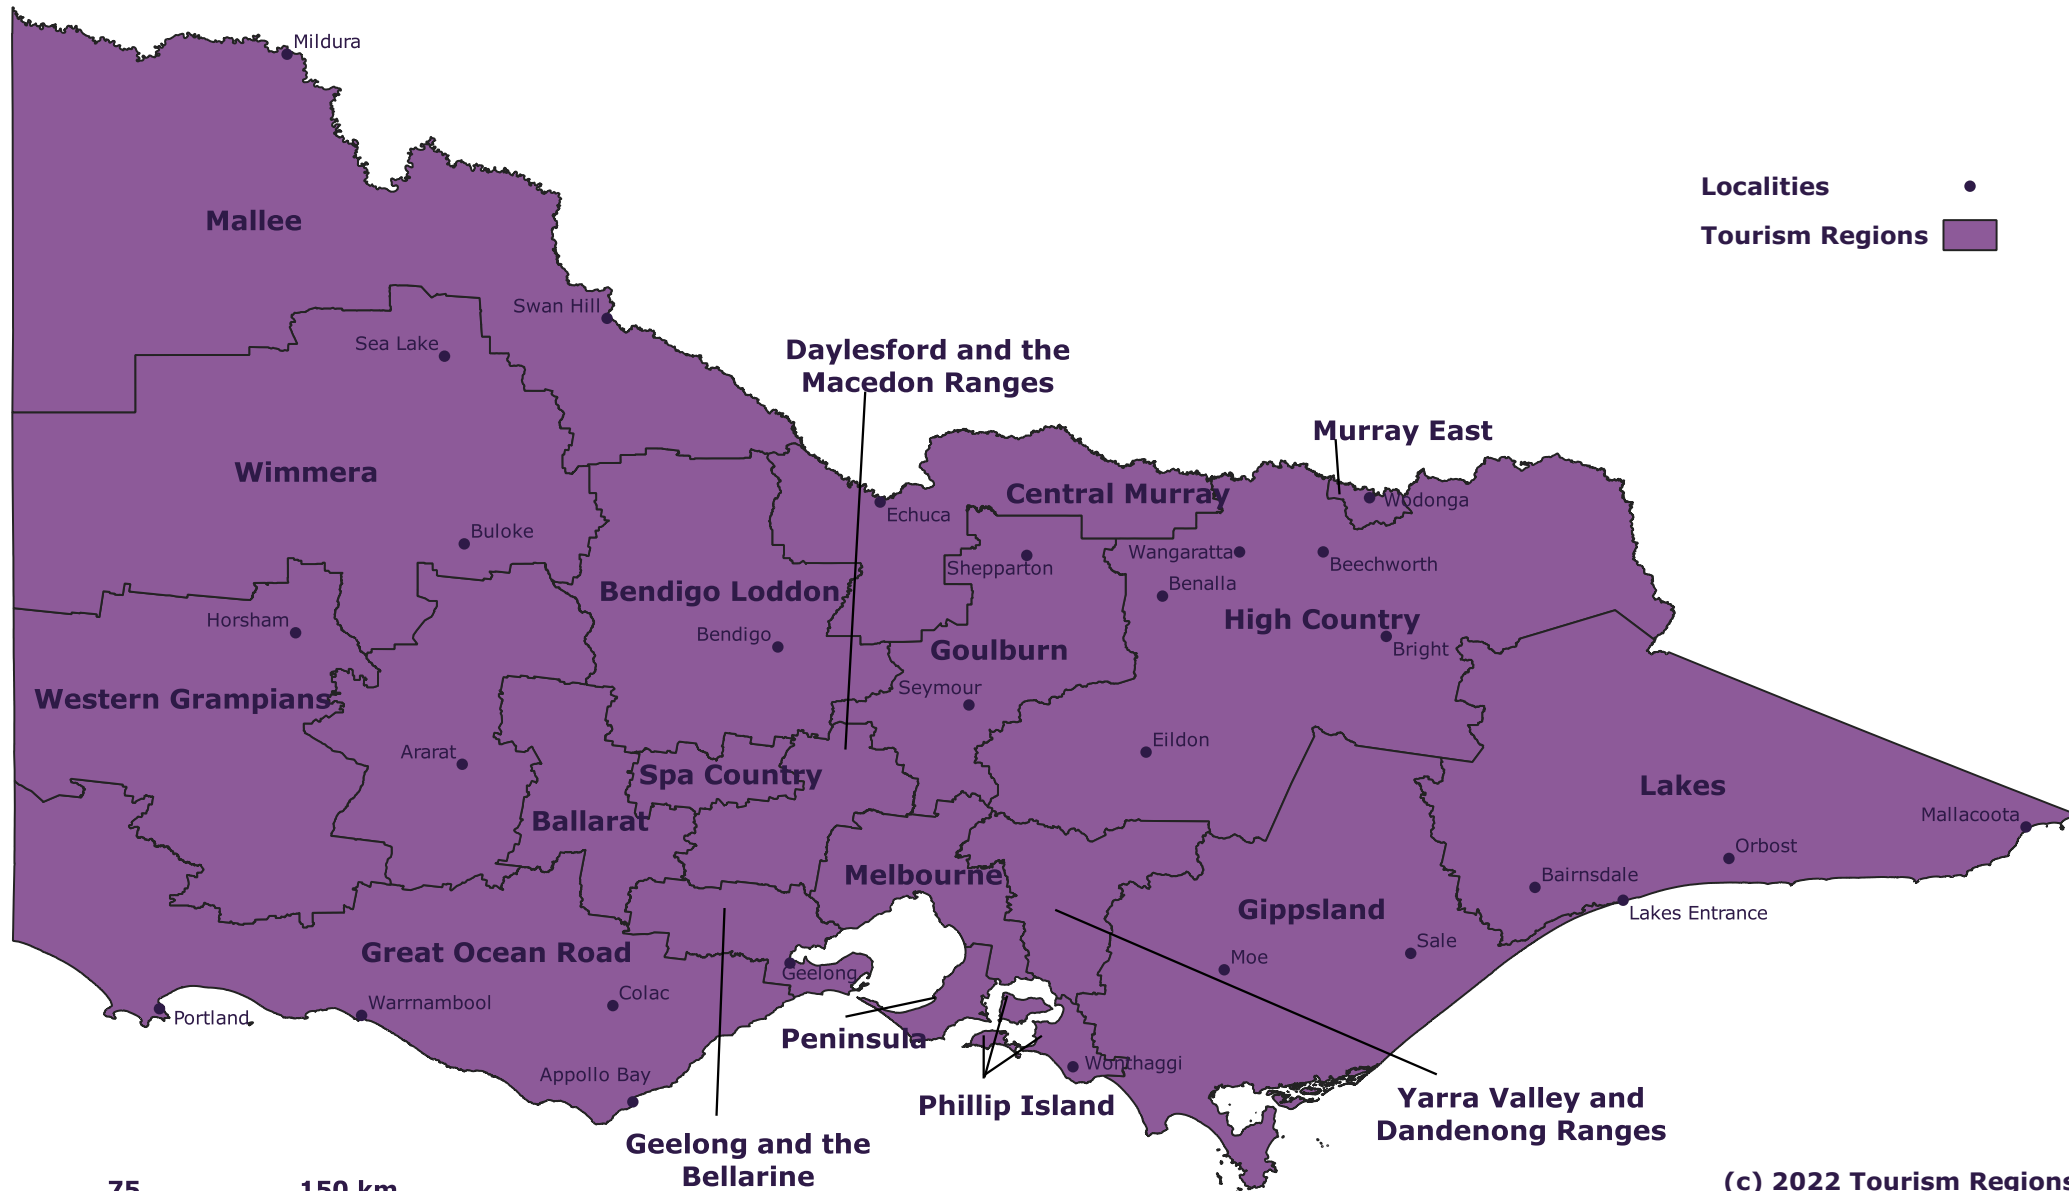 Mildura
Localities
Mallee
Tourism Regions
Swan Hill
Sea Lake
Daylesford and the
Macedon Ranges
Murray East
Wimmera
Central Murray
Wodonga
Echuca
Buloke
Wangaratta
Shepparton
Beechworth
Benalla
Bendigo Loddon
Horsham
High Country
Bendigo
Goulburn
Bright
Seymour
Western Grampians
Eildon
Ararat
Spa Country
Lakes
Mallacoota
Ballarat
Orbost
Melbourne
Bairnsdale
Gippsland
Lakes Entrance
Great Ocean Road
Sale
Moe
Geelong
Colac
Warrnambool
Portland
Peninsula
Wonthaggi
Appollo Bay
Phillip Island
Yarra Valley and
Dandenong Ranges
Geelong and the
Bellarine
75
150 km
(c) 2022 Tourism Regions